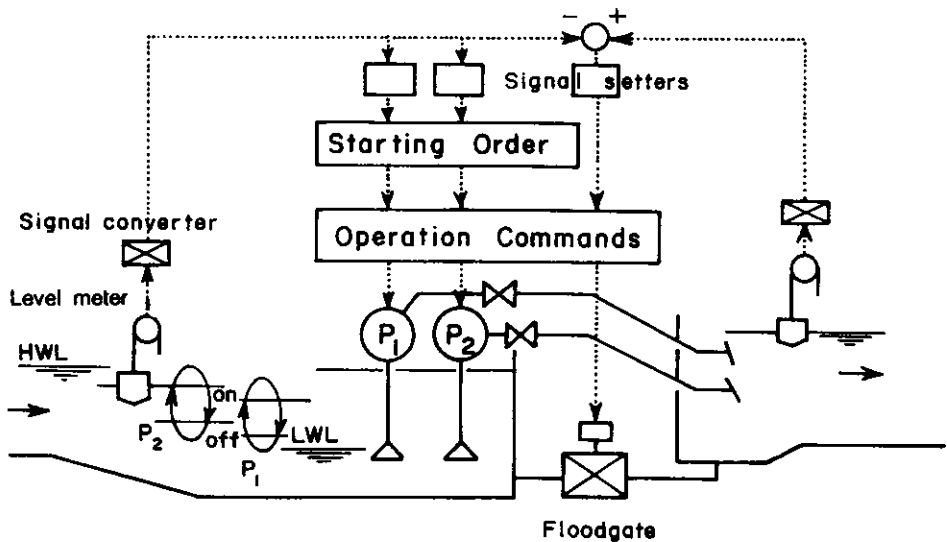 - +
Signal setters
Starting Order
Signal converter
Operation Commands
Level meter
P1 P2
HWL
on
P2 off LWL
P1
Floodgate